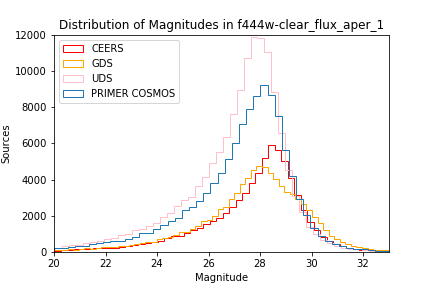 Distribution of Magnitudes in f444w-clear_flux_aper_1
12000
10000
8000
6000
4000
2000
0
Sources
CEERS
GDS
UDS
PRIMER COSMOS
20 22 24 26 28 30 32
Magnitude